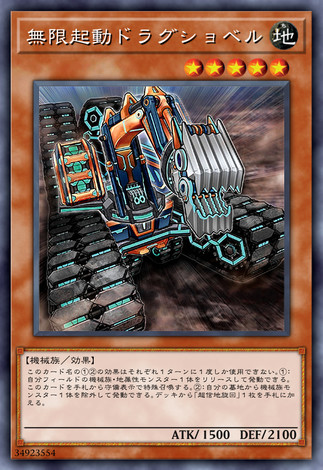 無限起動ドラグショベル
地
【機械族/効果】
このカード名の①②の効果はそれぞれ1ターンに1度しか使用できない。①:
自分フィールドの機械族・地属性モンスター1体をリリースして発動できる。
このカードを手札から守備表示で特殊召喚する。②:自分の墓地から機械族モ
ンスター1体を除外して発動できる。デッキから「超信地旋回」1枚を手札に加
える。
ATK/1500 DEF/2100
34923554